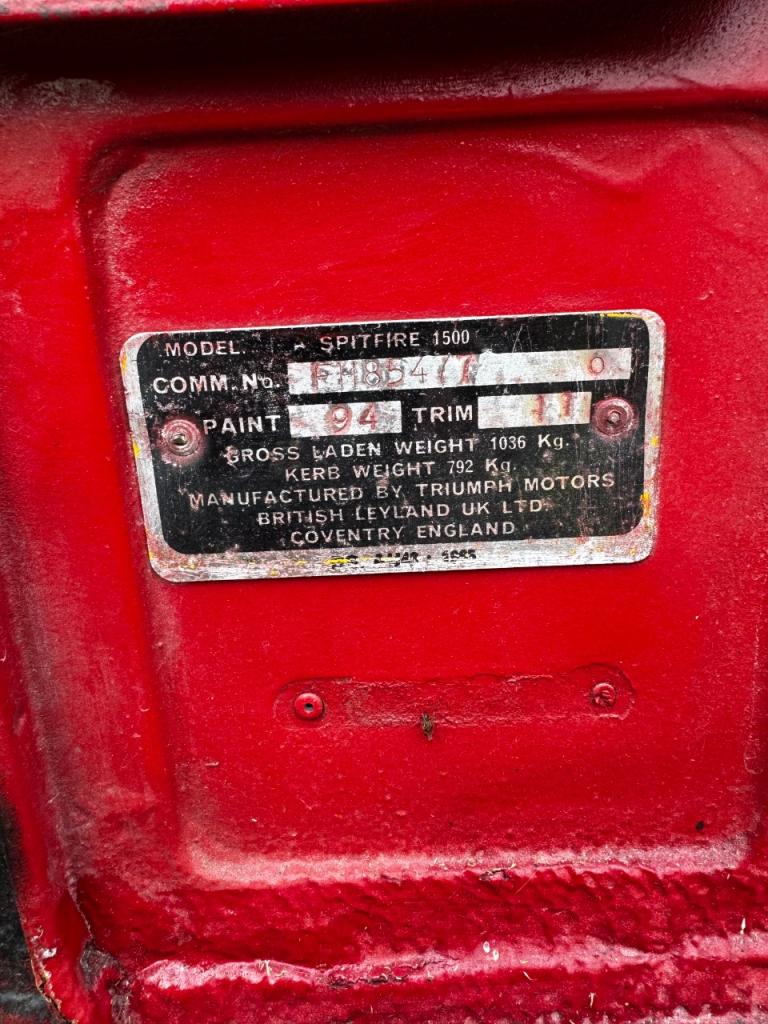 MODEL. SPITFIRE 1500
COMM. No. FH85477 O
PAINT 94 TRIM 11
GROSS LADEN WEIGHT 1036 Kg.
KERB WEIGHT 792 Kg.
MANUFACTURED BY TRIUMPH MOTORS
BRITISH LEYLAND UK LTD
COVENTRY ENGLAND